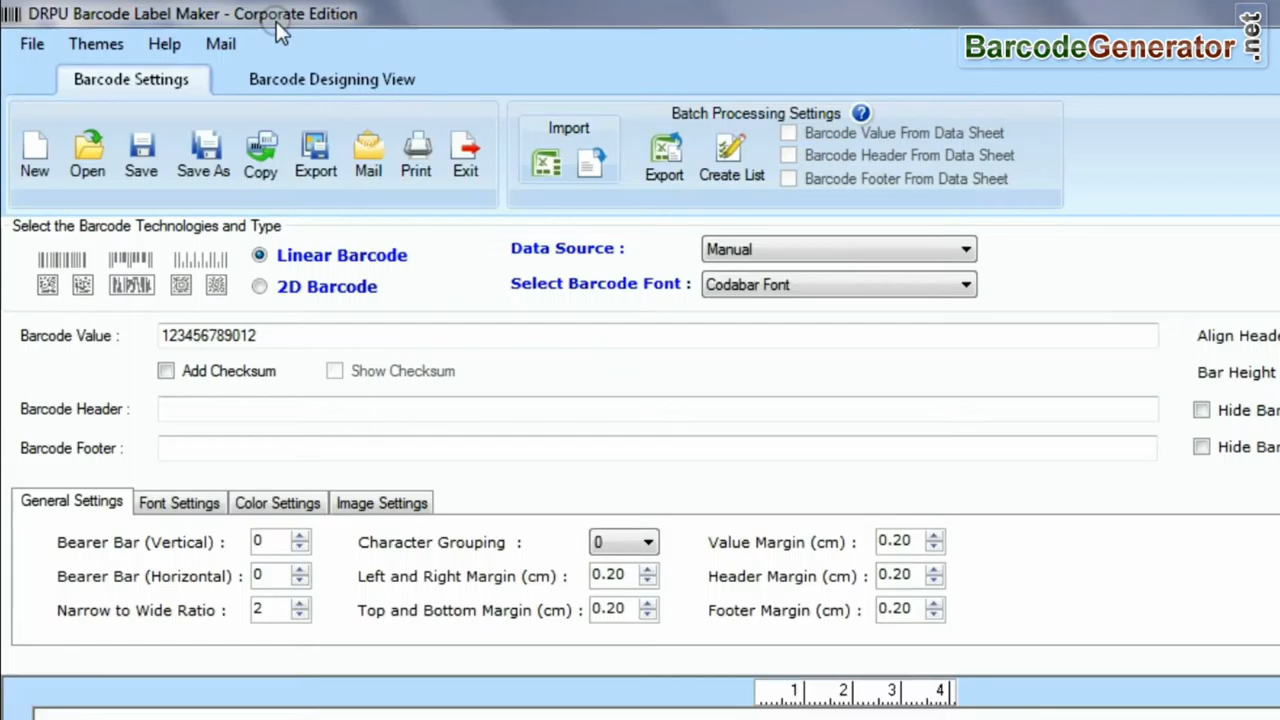 DRPU Barcode Label Maker - Corporate Edition
BarcodeGenerator.net
File Themes Help Mail
Barcode Settings Barcode Designing View
Batch Processing Settings ?
Import
New Open Save Save As Copy Export Mail Print Exit
Export Create List
Barcode Value From Data Sheet
Barcode Header From Data Sheet
Barcode Footer From Data Sheet
Select the Barcode Technologies and Type
Linear Barcode
2D Barcode
Data Source : Manual
Select Barcode Font : Codabar Font
Barcode Value : 123456789012
Align Heade
Add Checksum Show Checksum
Bar Height
Barcode Header :
Hide Bar
Barcode Footer :
Hide Bar
General Settings Font Settings Color Settings Image Settings
Bearer Bar (Vertical) : 0 Character Grouping : 0 Value Margin (cm) : 0.20
Bearer Bar (Horizontal) : 0 Left and Right Margin (cm) : 0.20 Header Margin (cm) : 0.20
Narrow to Wide Ratio : 2 Top and Bottom Margin (cm) : 0.20 Footer Margin (cm) : 0.20
1 2 3 4